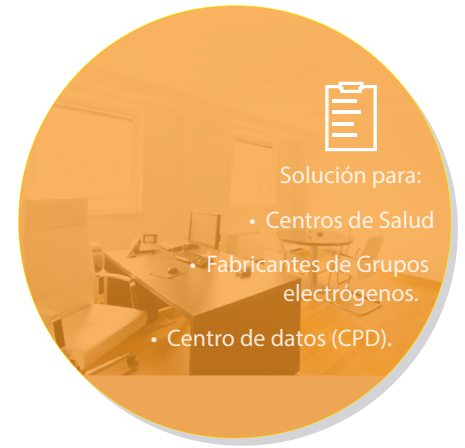 Solución para:
• Centros de Salud
• Fabricantes de Grupos
electrógenos.
• Centro de datos (CPD).